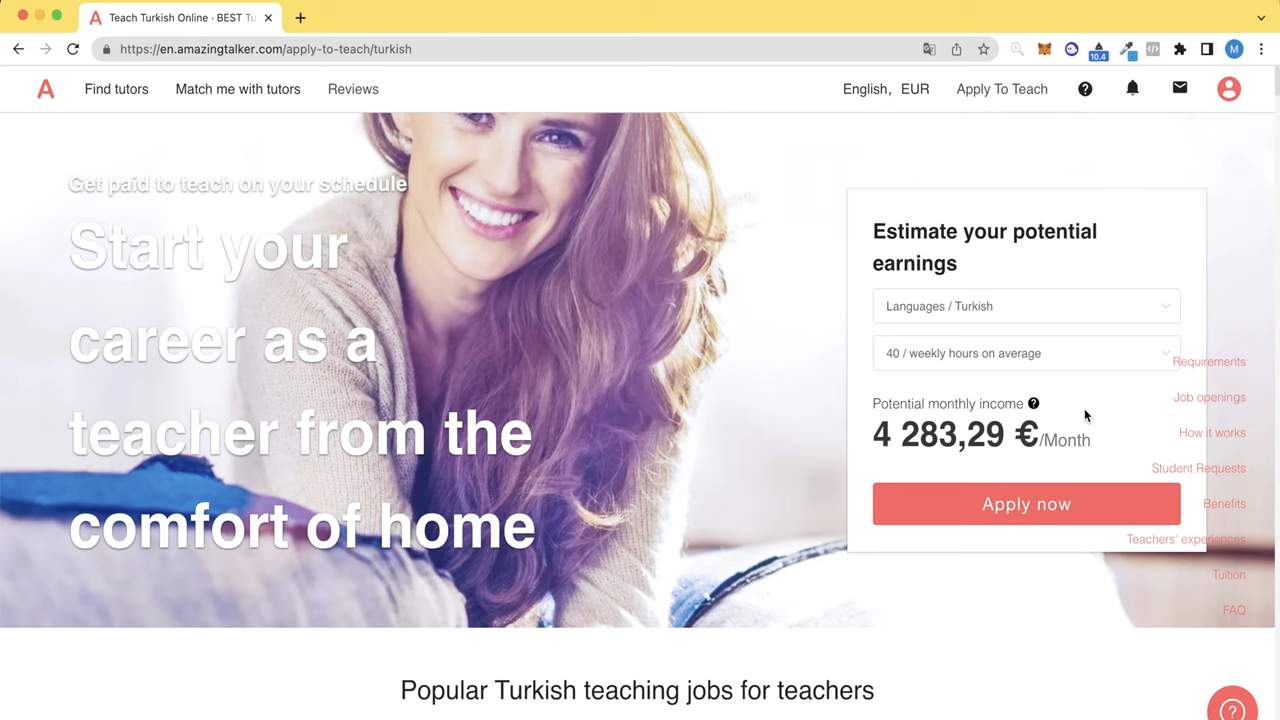 Teach Turkish Online · BEST Tu
https://en.amazingtalker.com/apply-to-teach/turkish
10.4
M
Find tutors
Match me with tutors
Reviews
English, EUR
Apply To Teach
Get paid to teach on your schedule
Start your
career as a
teacher from the
comfort of home
Estimate your potential
earnings
Languages / Turkish
40 / weekly hours on average
Potential monthly income
4 283,29 €/Month
Apply now
Requirements
Job openings
How it works
Student Requests
Benefits
Teachers' experiences
Tuition
FAQ
Popular Turkish teaching jobs for teachers